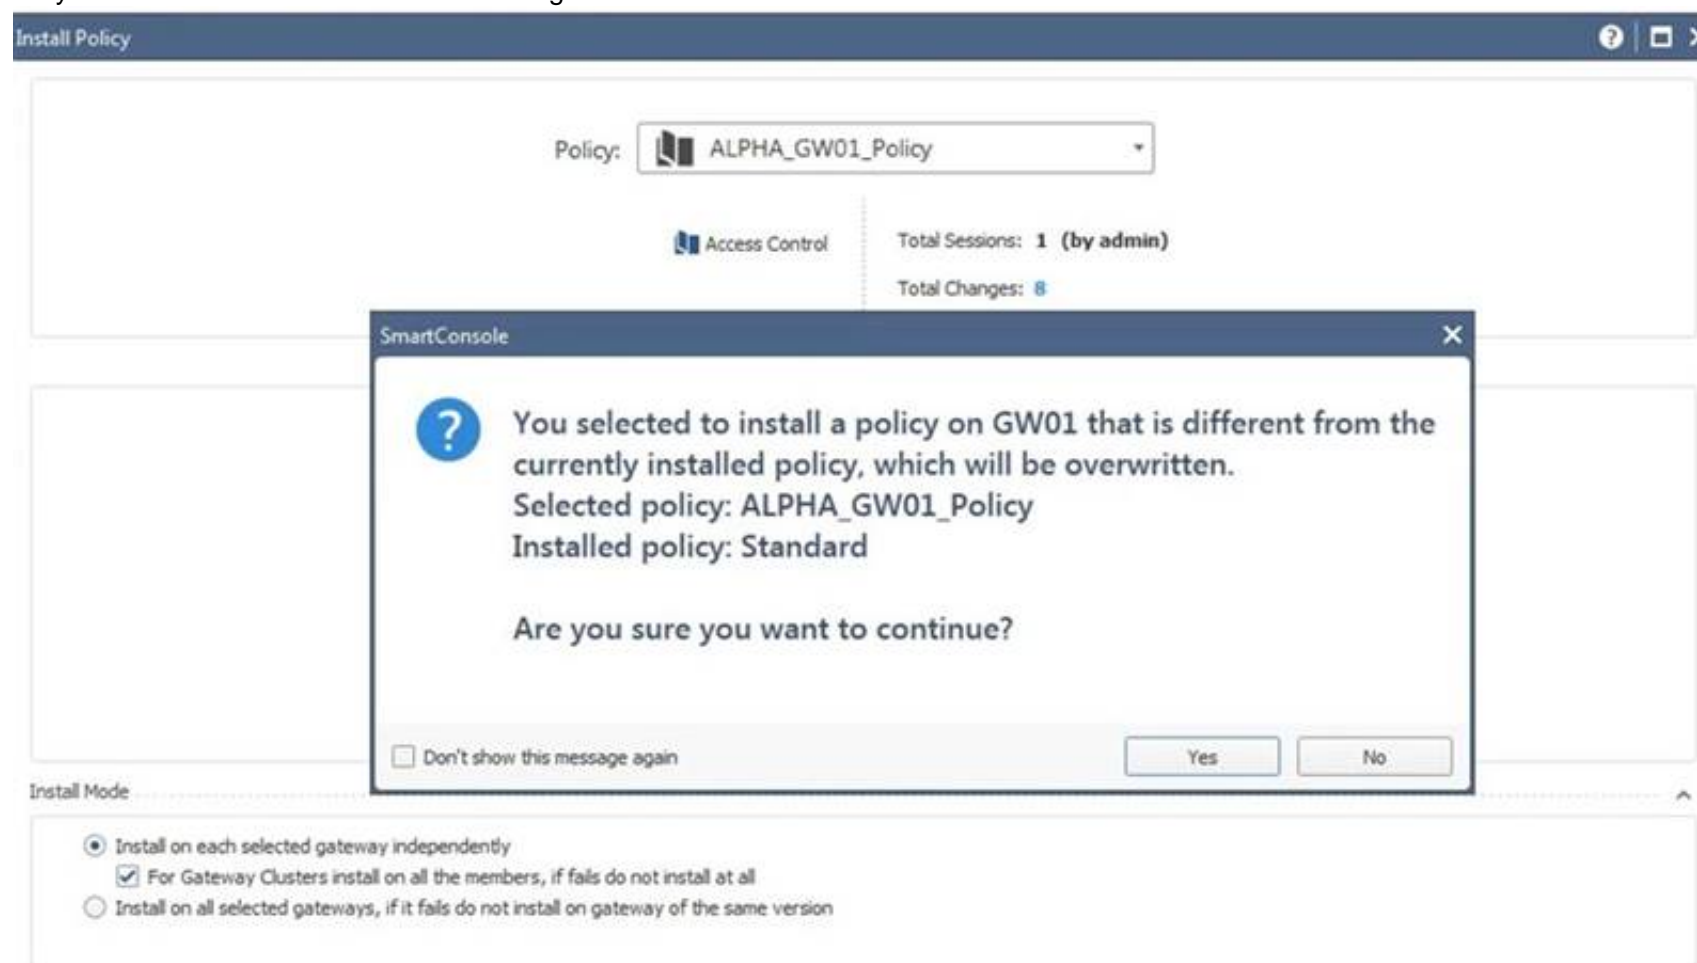 Install Policy
Policy: ALPHA_GW01_Policy
Access Control
Total Sessions: 1 (by admin)
Total Changes: 8
SmartConsole
You selected to install a policy on GW01 that is different from the
currently installed policy, which will be overwritten.
Selected policy: ALPHA_GW01_Policy
Installed policy: Standard
Are you sure you want to continue?
Don't show this message again
Yes
No
Install Mode
Install on each selected gateway independently
For Gateway Clusters install on all the members, if fails do not install at all
Install on all selected gateways, if it fails do not install on gateway of the same version